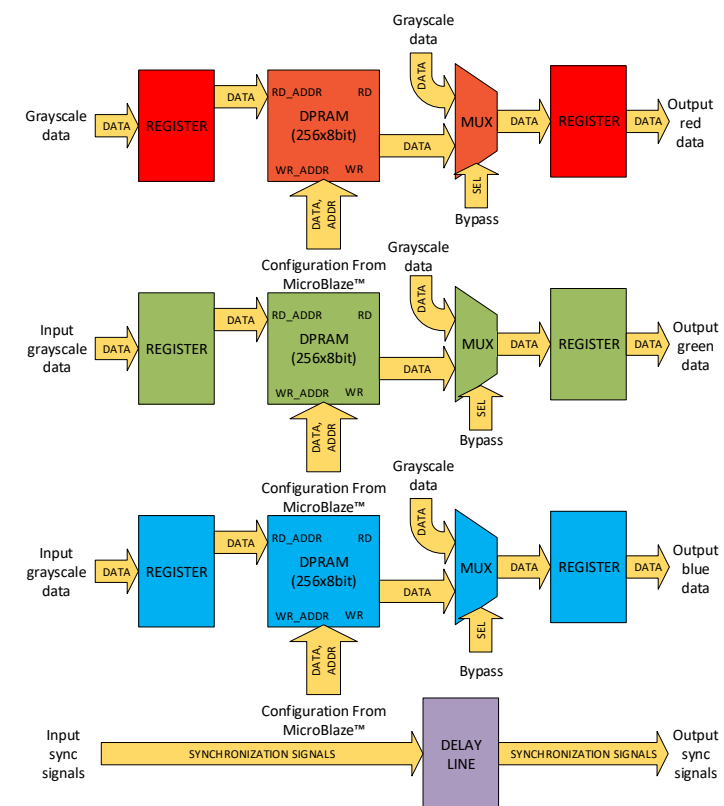 Grayscale
data
Grayscale
data
DATA
REGISTER
DATA
RD_ADDR RD
DPRAM
(256x8bit)
WR_ADDR WR
DATA,
ADDR
Configuration From
MicroBlaze™
DATA
DATA
MUX
SEL
Bypass
DATA
REGISTER
DATA
Output
red
data
Grayscale
data
Input
grayscale
data
DATA
REGISTER
DATA
RD_ADDR RD
DPRAM
(256x8bit)
WR_ADDR WR
DATA,
ADDR
Configuration From
MicroBlaze™
DATA
DATA
MUX
SEL
Bypass
DATA
REGISTER
DATA
Output
green
data
Grayscale
data
Input
grayscale
data
DATA
REGISTER
DATA
RD_ADDR RD
DPRAM
(256x8bit)
WR_ADDR WR
DATA,
ADDR
Configuration From
MicroBlaze™
DATA
DATA
MUX
SEL
Bypass
DATA
REGISTER
DATA
Output
blue
data
Input
sync
signals
SYNCHRONIZATION SIGNALS
DELAY
LINE
SYNCHRONIZATION SIGNALS
Output
sync
signals